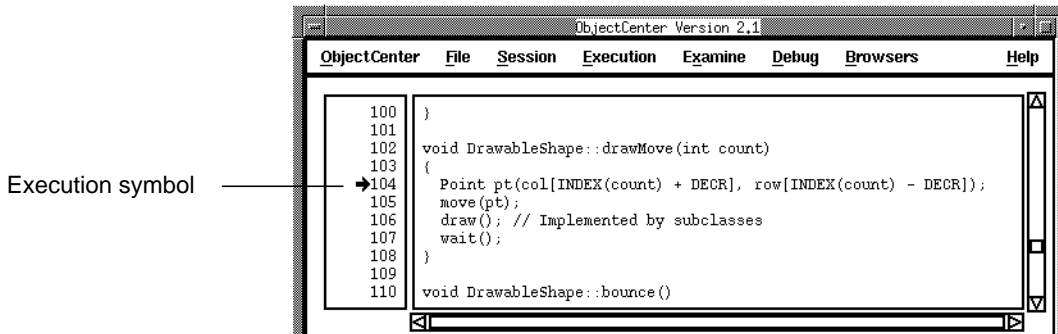 ObjectCenter Version 2.1
ObjectCenter File Session Execution Examine Debug Browsers Help
100 }
101
102 void DrawableShape::drawMove(int count)
103 {
Execution symbol
104 Point pt(col[INDEX(count) + DECR], row[INDEX(count) - DECR]);
105 move(pt);
106 draw(); // Implemented by subclasses
107 wait();
108 }
109
110 void DrawableShape::bounce()